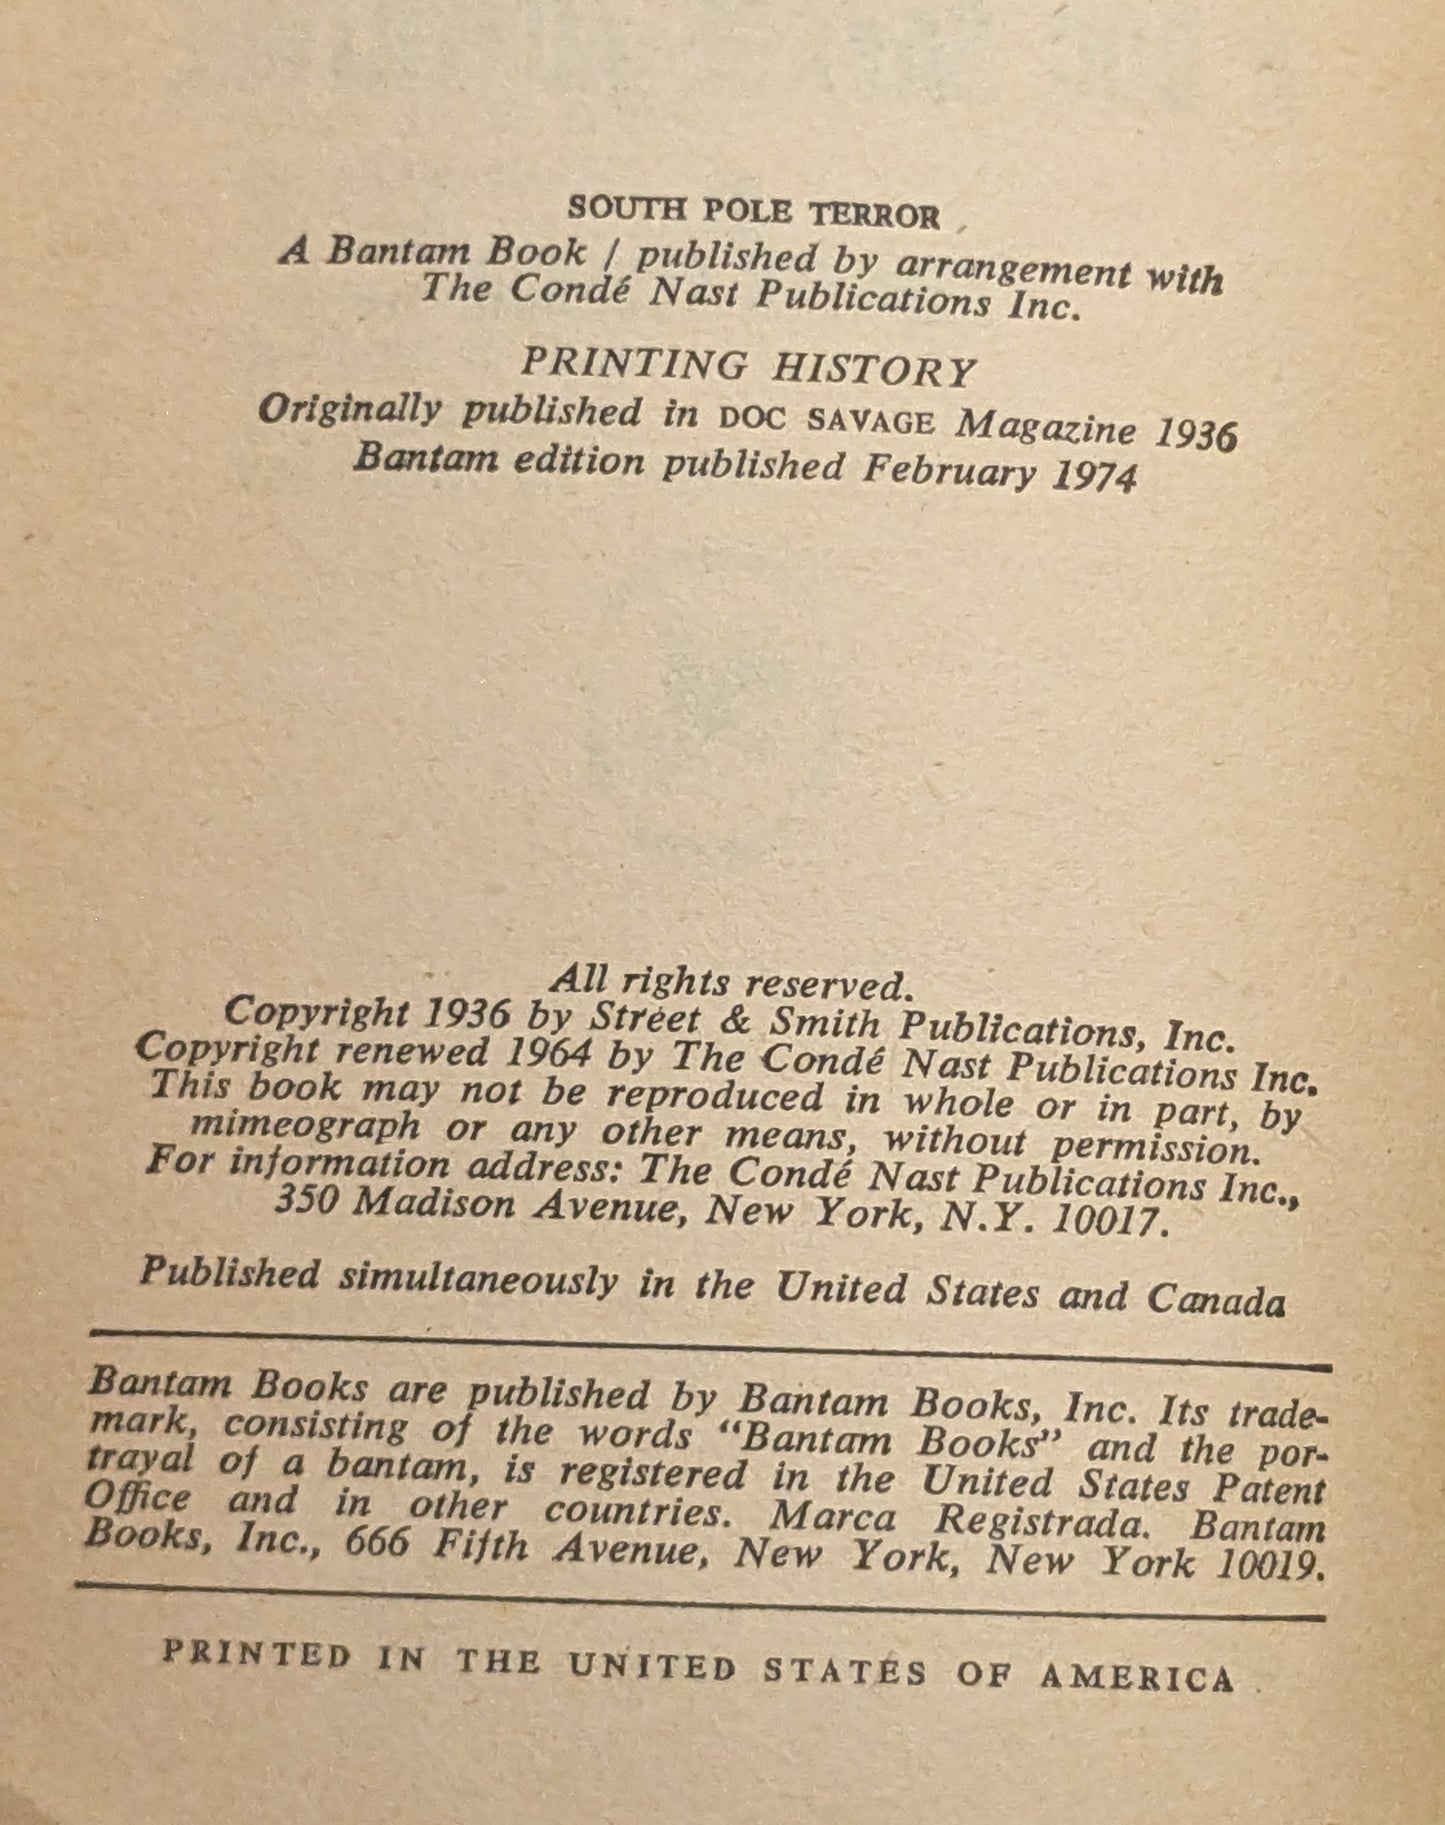 SOUTH POLE TERROR
A Bantam Book / published by arrangement with
The Condé Nast Publications Inc.
PRINTING HISTORY
Originally published in DOC SAVAGE Magazine 1936
Bantam edition published February 1974
All rights reserved.
Copyright 1936 by Street & Smith Publications, Inc.
Copyright renewed 1964 by The Condé Nast Publications Inc.
This book may not be reproduced in whole or in part, by
mimeograph or any other means, without permission.
For information address: The Condé Nast Publications Inc.,
350 Madison Avenue, New York, N.Y. 10017.
Published simultaneously in the United States and Canada
Bantam Books are published by Bantam Books, Inc. Its trade-
mark, consisting of the words "Bantam Books" and the por-
trayal of a bantam, is registered in the United States Patent
Office and in other countries. Marca Registrada. Bantam
Books, Inc., 666 Fifth Avenue, New York, New York 10019.
PRINTED IN THE UNITED STATES OF AMERICA